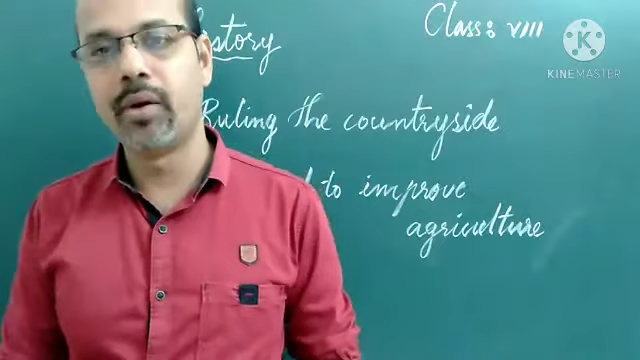 story
Class: VIII
K
KINEMASTER
Ruling the countryside
to improve
agriculture